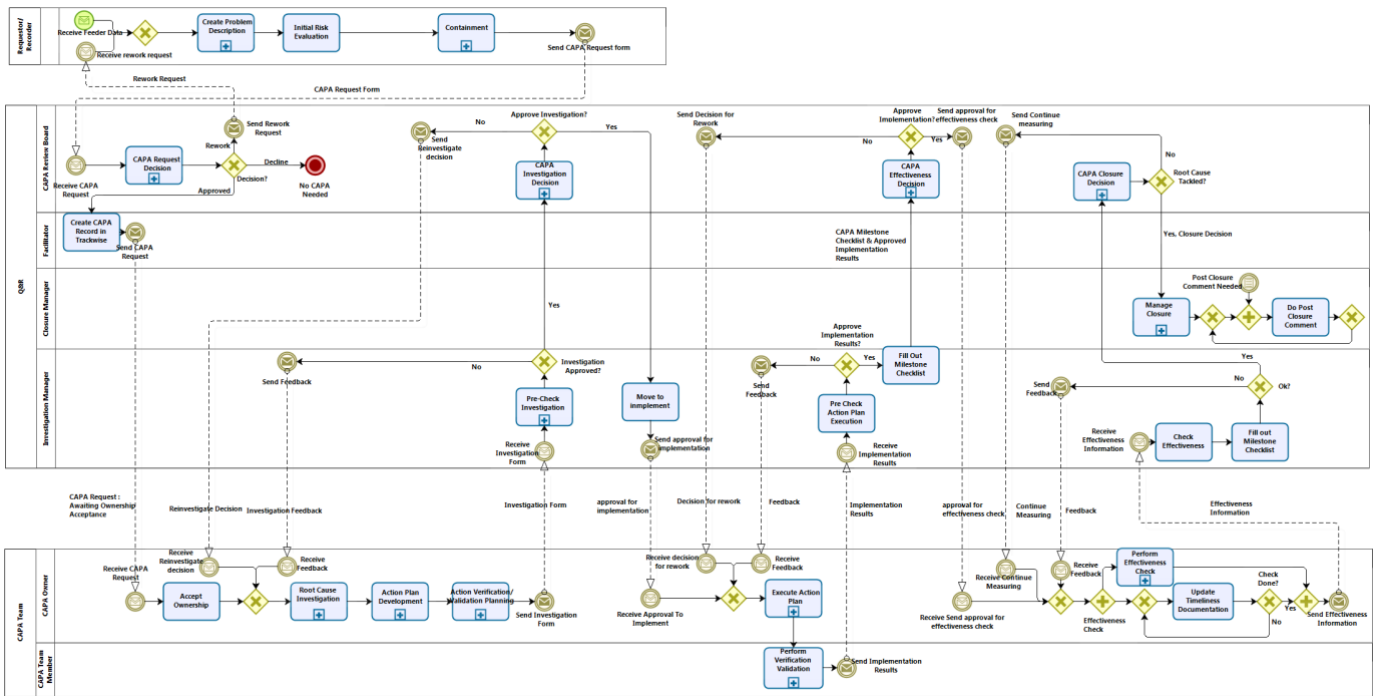 Requestor/
Recorder
Receive Feeder Data
Receive rework request
Create Problem
Description
Initial Risk
Evaluation
Containment
Send CAPA Request form
Rework Request
CAPA Request Form
Q&R
CAPA Review Board
Receive CAPA
Request
CAPA Request
Decision
Send Rework
Request
Rework
Decision?
Decline
No CAPA
Needed
Approved
Send
Reinvestigate
decision
No
Approve Investigation?
Yes
CAPA
Investigation
Decision
Send Decision for
Rework
No
Approve
Implementation?
Yes
Send approval for
effectiveness check
CAPA
Effectiveness
Decision
Send Continue
measuring
No
CAPA Closure
Decision
Root Cause
Tackled?
Facilitator
Create CAPA
Record in
Trackwise
Send CAPA
Request
CAPA Milestone
Checklist & Approved
Implementation
Results
Yes, Closure Decision
Closure Manager
Yes
Post Closure
Comment Needed
Manage
Closure
Do Post
Closure
Comment
Investigation Manager
Send Feedback
No
Investigation
Approved?
Pre-Check
Investigation
Receive
Investigation
Form
Move to
inmplement
Send approval for
implementation
Send
Feedback
No
Approve
Implementation
Results?
Yes
Fill Out
Milestone
Checklist
Pre Check
Action Plan
Execution
Receive
Implementation
Results
Send
Feedback
No
Yes
Ok?
Receive
Effectiveness
Information
Check
Effectiveness
Fill out
Milestone
Checklist
CAPA Request :
Awaiting Ownership
Acceptance
Reinvestigate Decision
Investigation Feedback
Investigation Form
approval for
implementation
Decision for rework
Feedback
Implementation
Results
approval for
effectiveness check
Continue
Measuring
Feedback
Effectiveness
Information
CAPA Team
CAPA Owner
Receive CAPA
Request
Accept
Ownership
Receive
Reinvestigate
decision
Receive
Feedback
Root Cause
Investigation
Action Plan
Development
Action Verification/
Validation Planning
Send Investigation
Form
Receive Approval To
Implement
Receive decision
for rework
Receive
Feedback
Execute Action
Plan
Receive Send approval for
effectiveness check
Receive Continue
Measuring
Receive
Feedback
Effectiveness
Check
Perform
Effectiveness
Check
Update
Timeliness
Documentation
Check
Done?
Yes
No
Send Effectiveness
Information
CAPA Team
Member
Perform
Verification
Validation
Send Implementation
Results